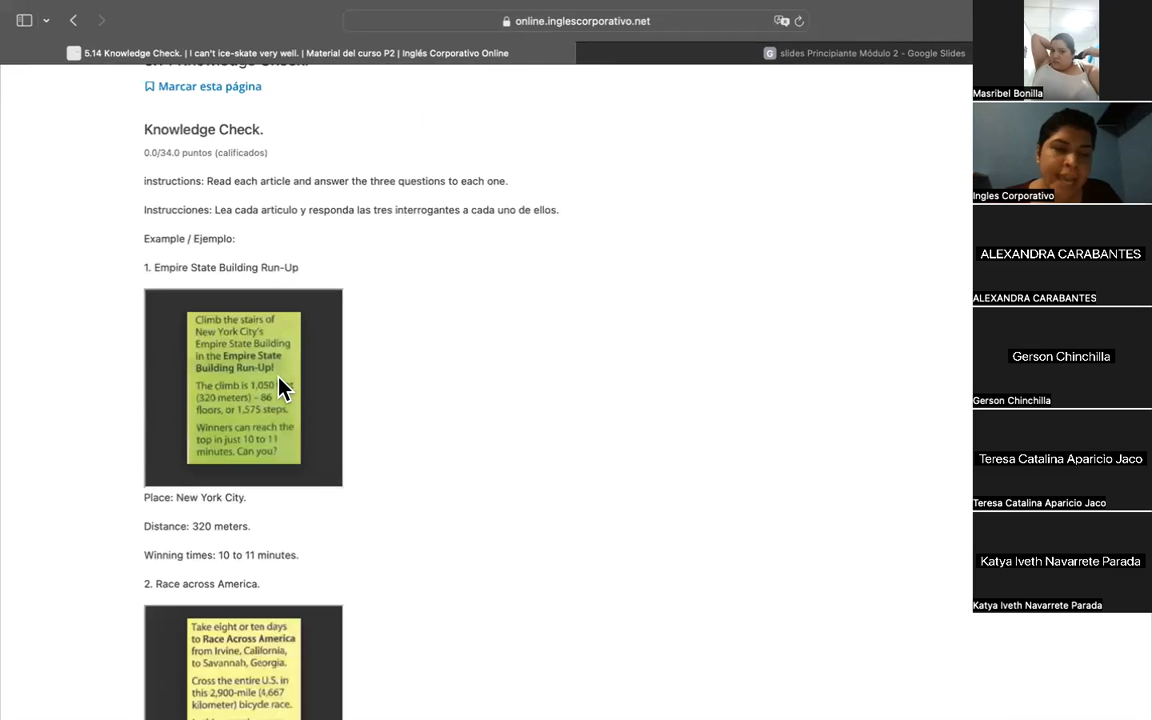 online.inglescorporativo.net
5.14 Knowledge Check. | I can't ice-skate very well. | Material del curso P2 | Inglés Corporativo Online
slides Principiante Módulo 2 - Google Slides
Marcar esta página
Knowledge Check.
0.0/34.0 puntos (calificados)
instructions: Read each article and answer the three questions to each one.
Instrucciones: Lea cada articulo y responda las tres interrogantes a cada uno de ellos.
Example / Ejemplo:
1. Empire State Building Run-Up
Climb the stairs of
New York City's
Empire State Building
in the Empire State
Building Run-Up!
The climb is 1,050
(320 meters) – 86
floors, or 1,575 steps.
Winners can reach the
top in just 10 to 11
minutes. Can you?
Place: New York City.
Distance: 320 meters.
Winning times: 10 to 11 minutes.
2. Race across America.
Take eight or ten days
to Race Across America
from Irvine, California,
to Savannah, Georgia.
Cross the entire U.S. in
this 2,900-mile (4,667
kilometer) bicycle race.
Masribel Bonilla
Ingles Corporativo
ALEXANDRA CARABANTES
ALEXANDRA CARABANTES
Gerson Chinchilla
Gerson Chinchilla
Teresa Catalina Aparicio Jaco
Teresa Catalina Aparicio Jaco
Katya Iveth Navarrete Parada
Katya Iveth Navarrete Parada